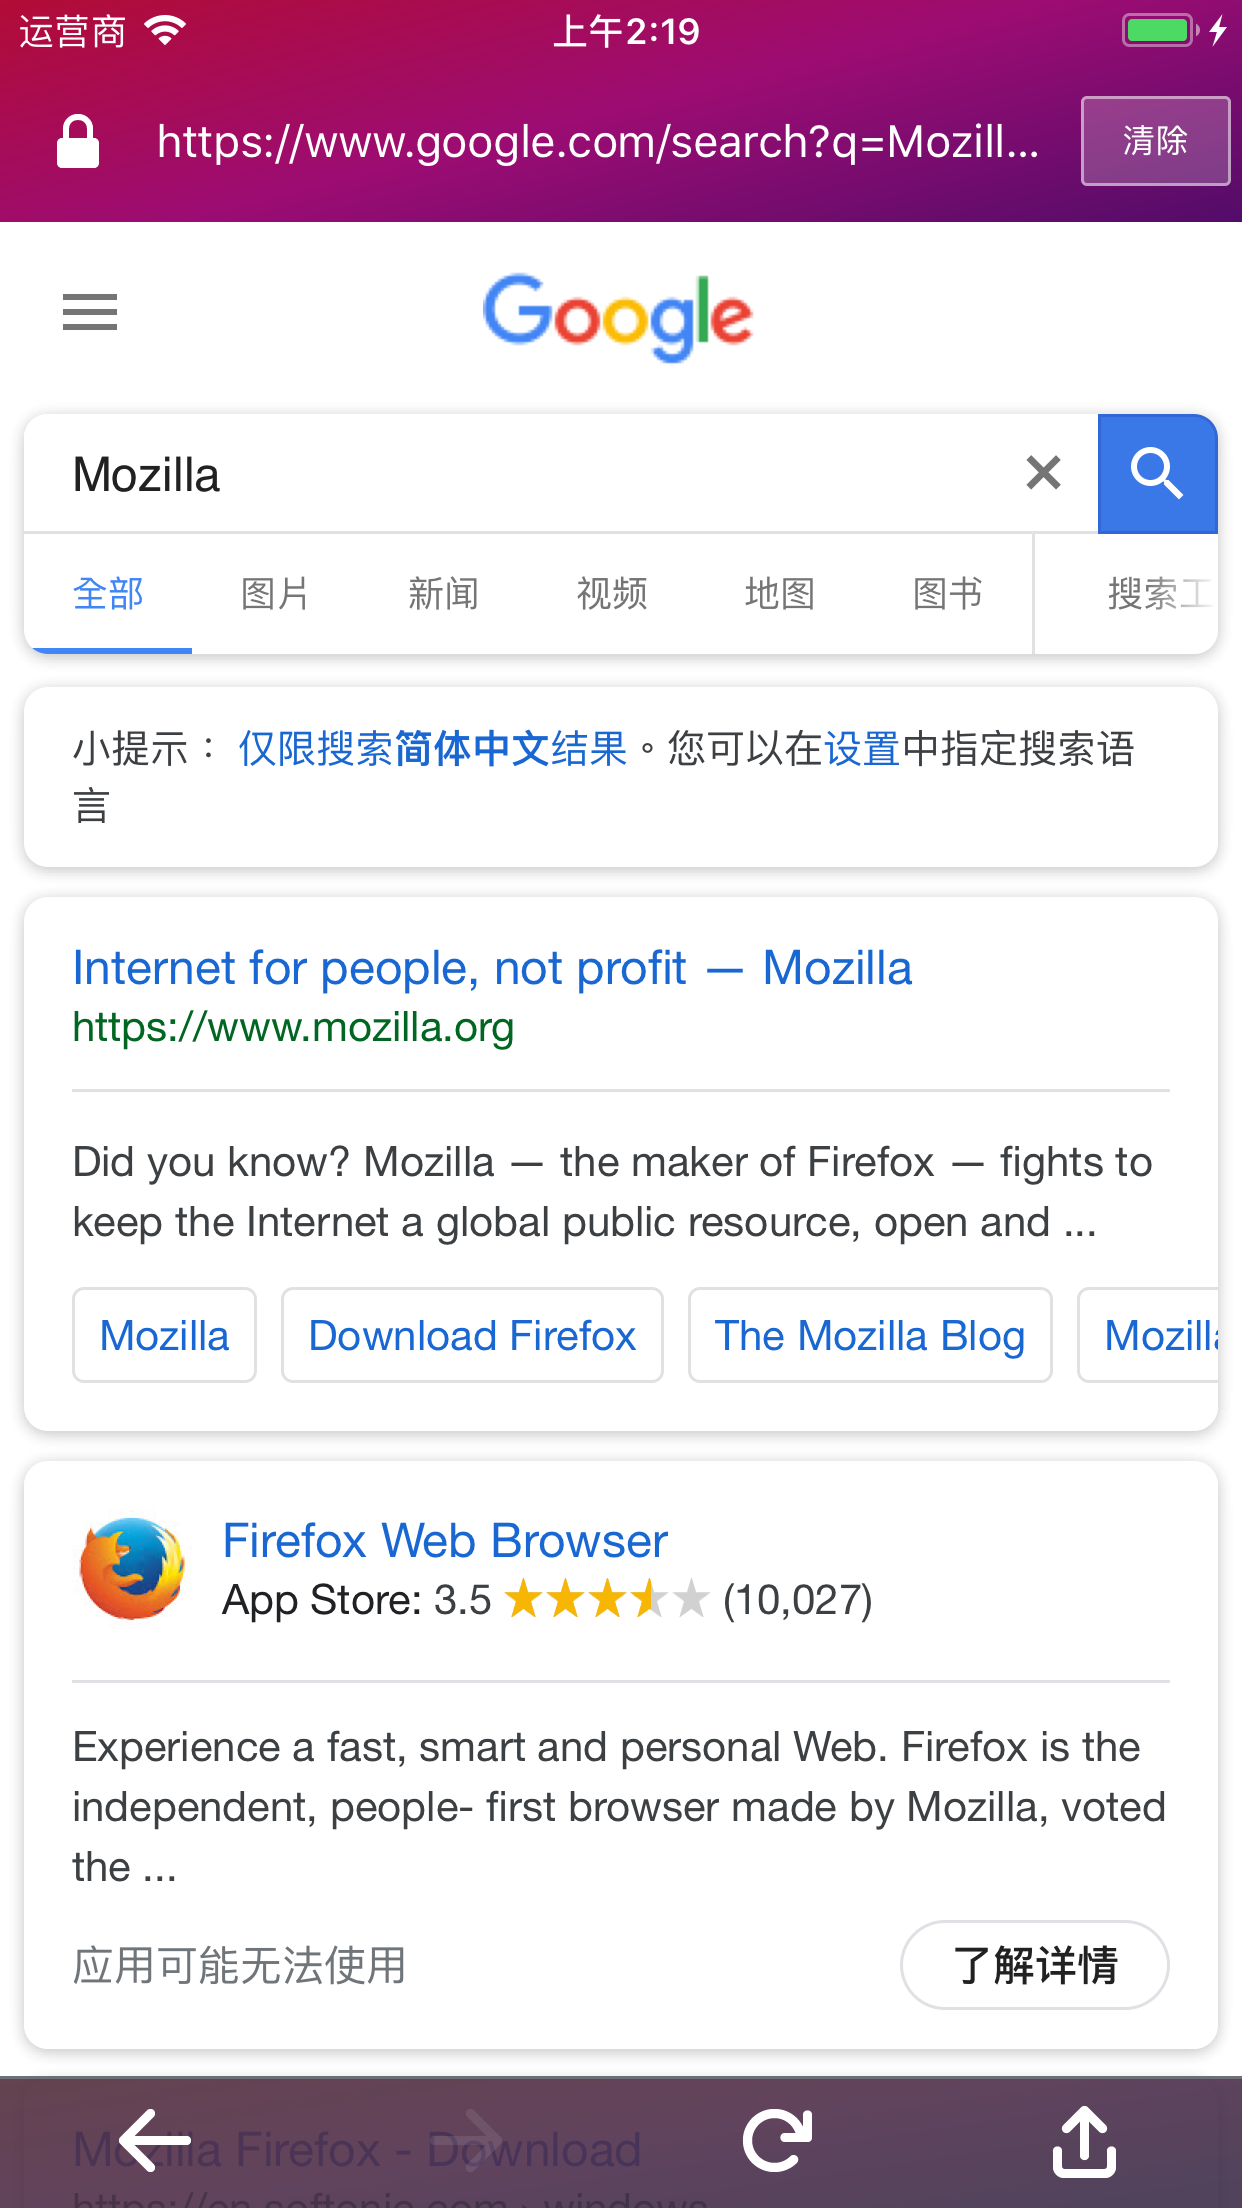 运营商
上午2:19
https://www.google.com/search?q=Mozill...
清除
Google
Mozilla
全部 图片 新闻 视频 地图 图书 搜索工
小提示： 仅限搜索简体中文结果。您可以在设置中指定搜索语
言
Internet for people, not profit — Mozilla
https://www.mozilla.org
Did you know? Mozilla — the maker of Firefox — fights to
keep the Internet a global public resource, open and ...
Mozilla Download Firefox The Mozilla Blog Mozilla
Firefox Web Browser
App Store: 3.5 (10,027)
Experience a fast, smart and personal Web. Firefox is the
independent, people- first browser made by Mozilla, voted
the ...
应用可能无法使用
了解详情
Mozilla Firefox - Download
https://en.softonic.com › windows